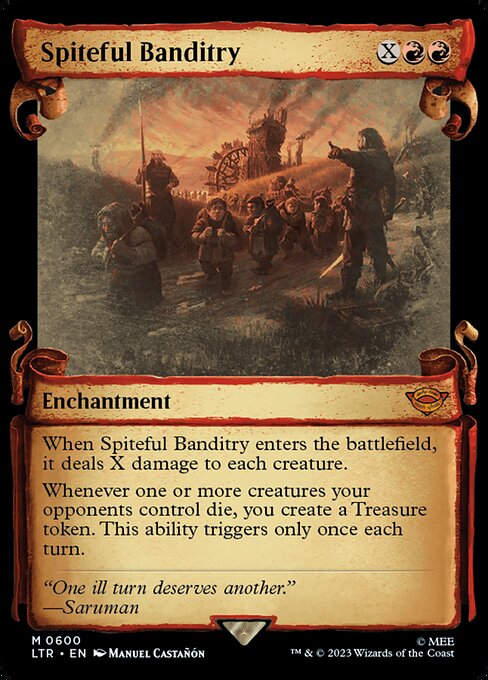 Spiteful Banditry X R R
Enchantment
When Spiteful Banditry enters the battlefield,
it deals X damage to each creature.
Whenever one or more creatures your
opponents control die, you create a Treasure
token. This ability triggers only once each
turn.
“One ill turn deserves another.”
—Saruman
M 0600
LTR • EN Manuel Castañón
© MEE
™ & © 2023 Wizards of the Coast